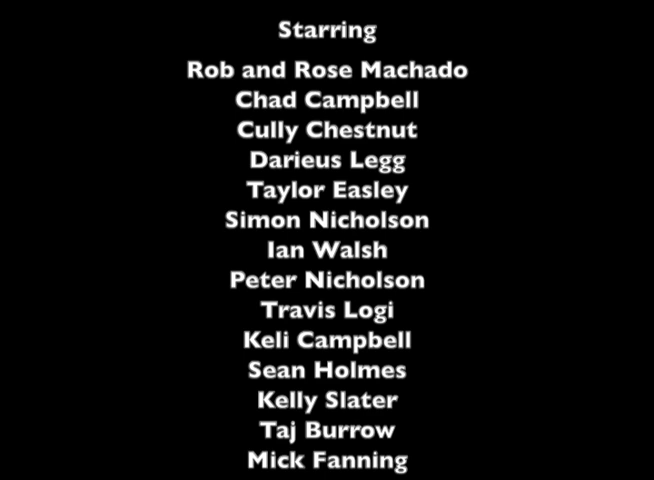 Starring
Rob and Rose Machado
Chad Campbell
Cully Chestnut
Darieus Legg
Taylor Easley
Simon Nicholson
Ian Walsh
Peter Nicholson
Travis Logi
Keli Campbell
Sean Holmes
Kelly Slater
Taj Burrow
Mick Fanning